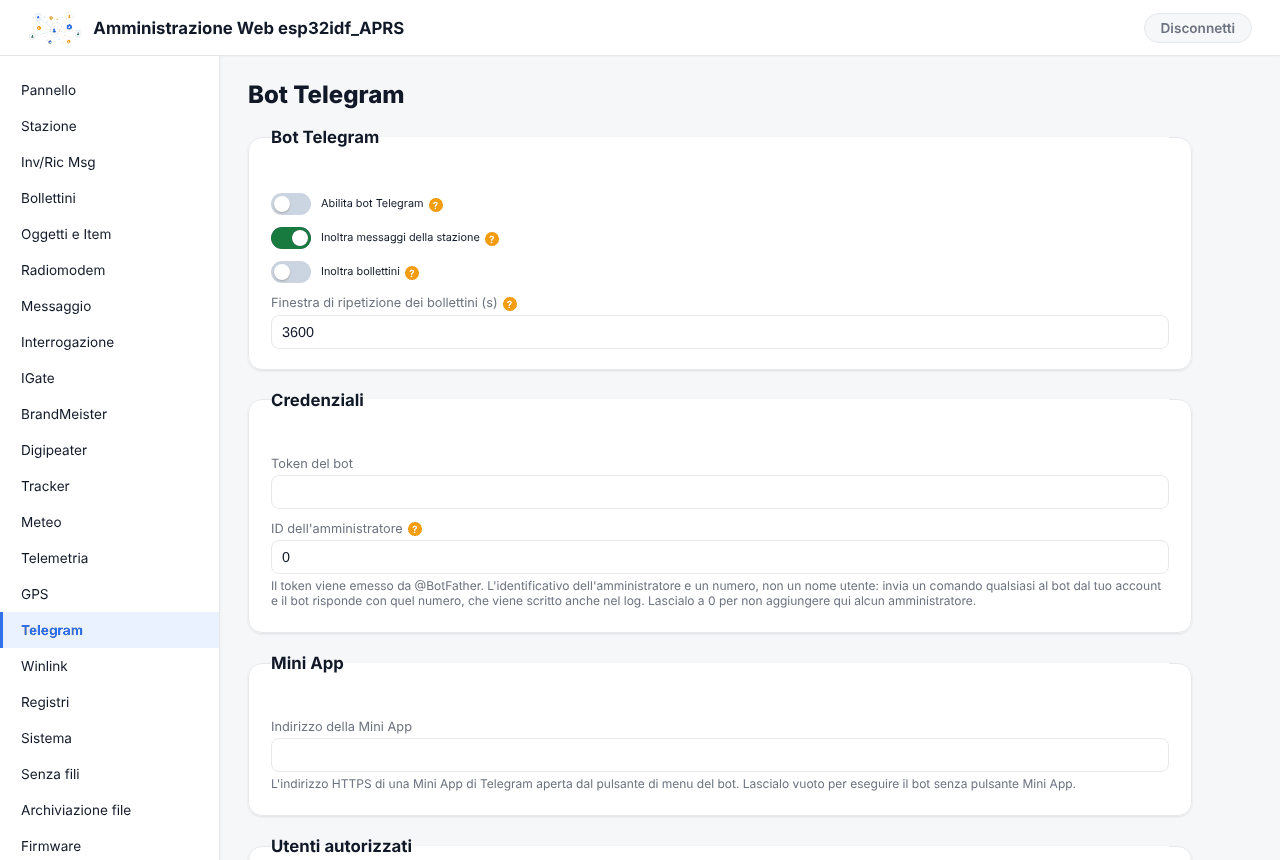 Amministrazione Web esp32idf_APRS
Disconnetti
Pannello
Stazione
Inv/Ric Msg
Bollettini
Oggetti e Item
Radiomodem
Messaggio
Interrogazione
IGate
BrandMeister
Digipeater
Tracker
Meteo
Telemetria
GPS
Telegram
Winlink
Registri
Sistema
Senza fili
Archiviazione file
Firmware
Bot Telegram
Bot Telegram
Abilita bot Telegram ?
Inoltra messaggi della stazione ?
Inoltra bollettini ?
Finestra di ripetizione dei bollettini (s) ?
3600
Credenziali
Token del bot
ID dell'amministratore ?
0
Il token viene emesso da @BotFather. L'identificativo dell'amministratore e un numero, non un nome utente: invia un comando qualsiasi al bot dal tuo account
e il bot risponde con quel numero, che viene scritto anche nel log. Lascialo a 0 per non aggiungere qui alcun amministratore.
Mini App
Indirizzo della Mini App
L'indirizzo HTTPS di una Mini App di Telegram aperta dal pulsante di menu del bot. Lascialo vuoto per eseguire il bot senza pulsante Mini App.
Utenti autorizzati